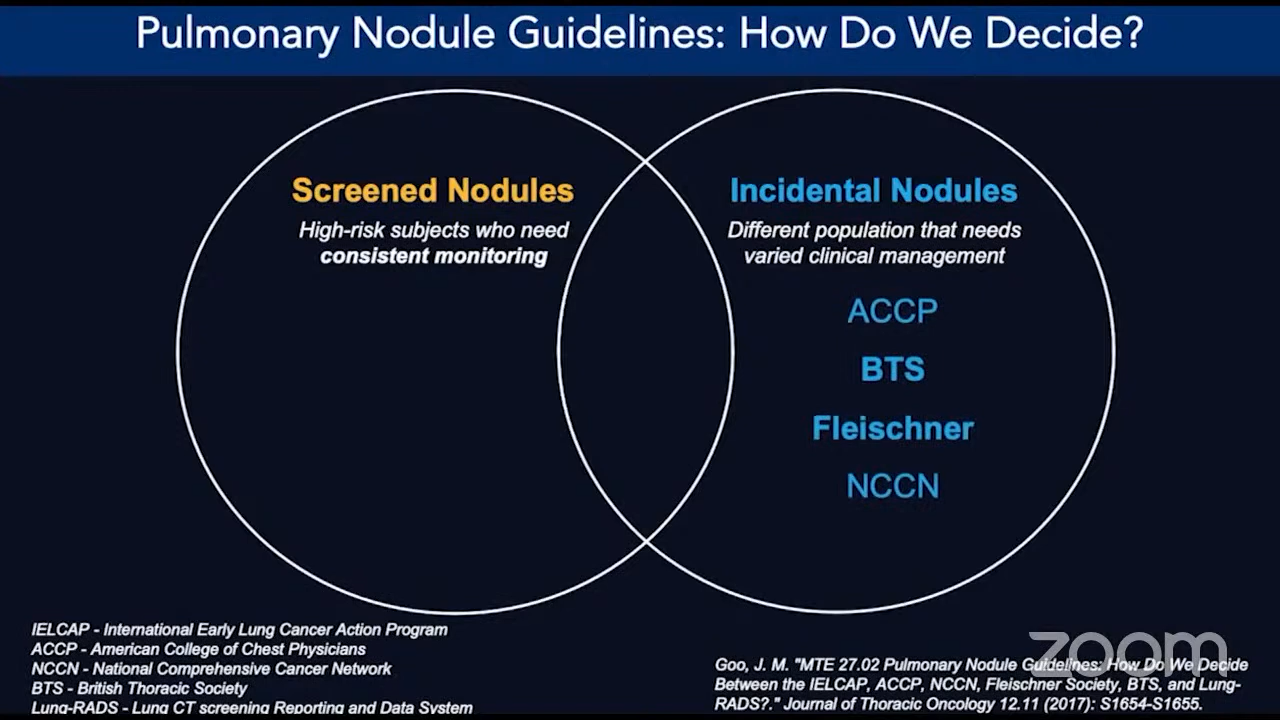 Pulmonary Nodule Guidelines: How Do We Decide?
Screened Nodules
High-risk subjects who need
consistent monitoring
Incidental Nodules
Different population that needs
varied clinical management
ACCP
BTS
Fleischner
NCCN
IELCAP - International Early Lung Cancer Action Program
ACCP - American College of Chest Physicians
NCCN - National Comprehensive Cancer Network
BTS - British Thoracic Society
Lung-RADS - Lung CT screening Reporting and Data System
zoom
Goo, J. M. "MTE 27.02 Pulmonary Nodule Guidelines: How Do We Decide
Between the IELCAP, ACCP, NCCN, Fleischner Society, BTS, and Lung-
RADS?." Journal of Thoracic Oncology 12.11 (2017): S1654-S1655.